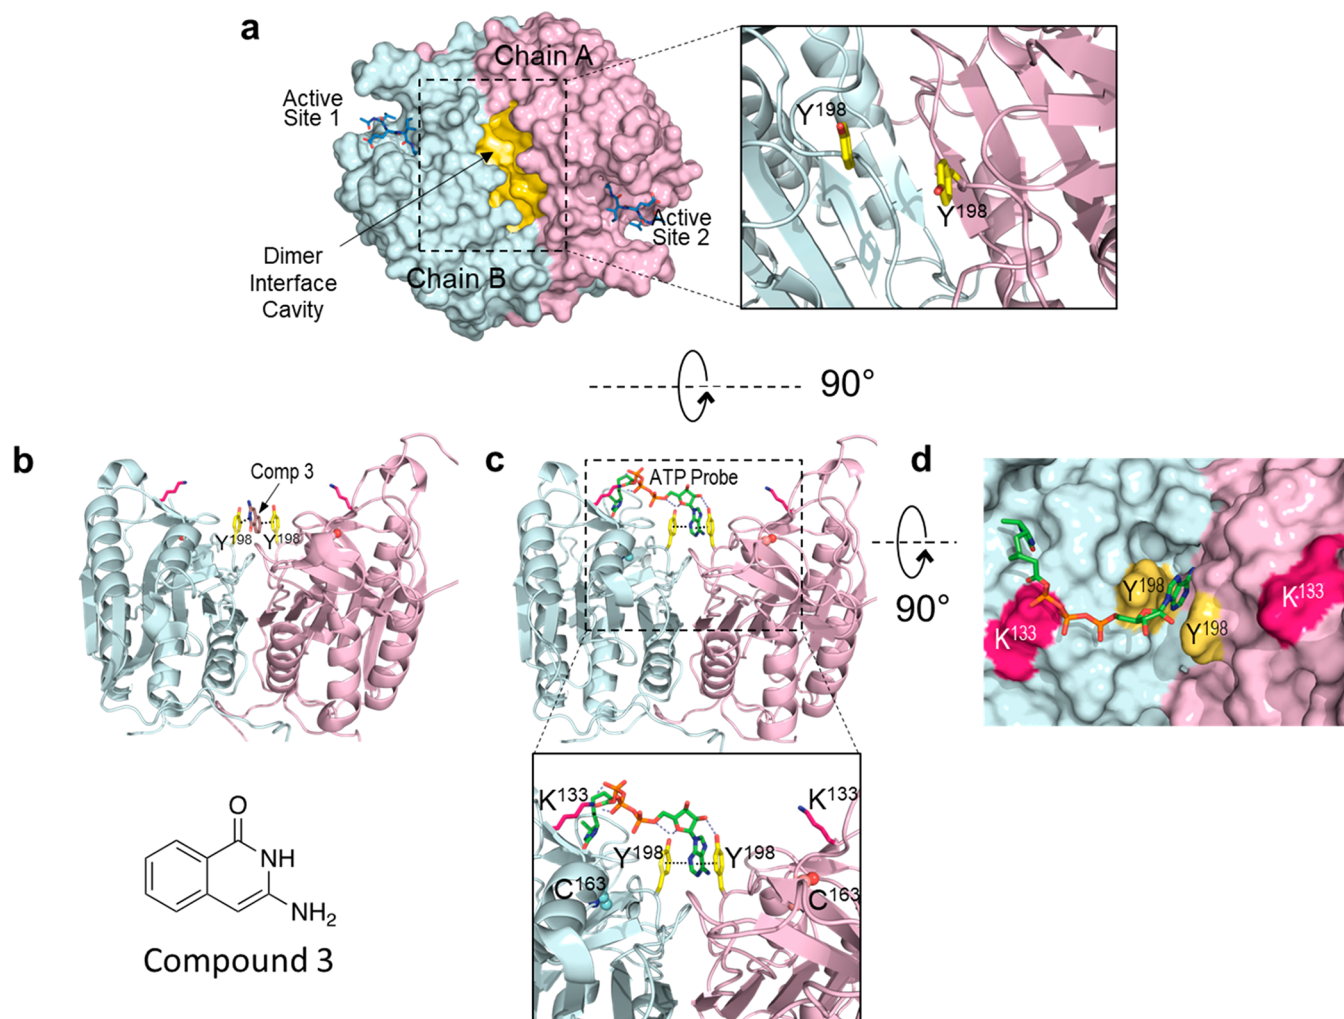 a
Chain A
Active
Site 1
Y¹⁹⁸
Y¹⁹⁸
Active
Site 2
Dimer
Interface
Cavity
Chain B
90°
b
Comp 3
Y¹⁹⁸ Y¹⁹⁸
c
ATP Probe
d
90°
Y¹⁹⁸
K¹³³
K¹³³
Y¹⁹⁸
K¹³³
K¹³³
Y¹⁹⁸ Y¹⁹⁸
C¹⁶³
C¹⁶³
O
NH
NH₂
Compound 3